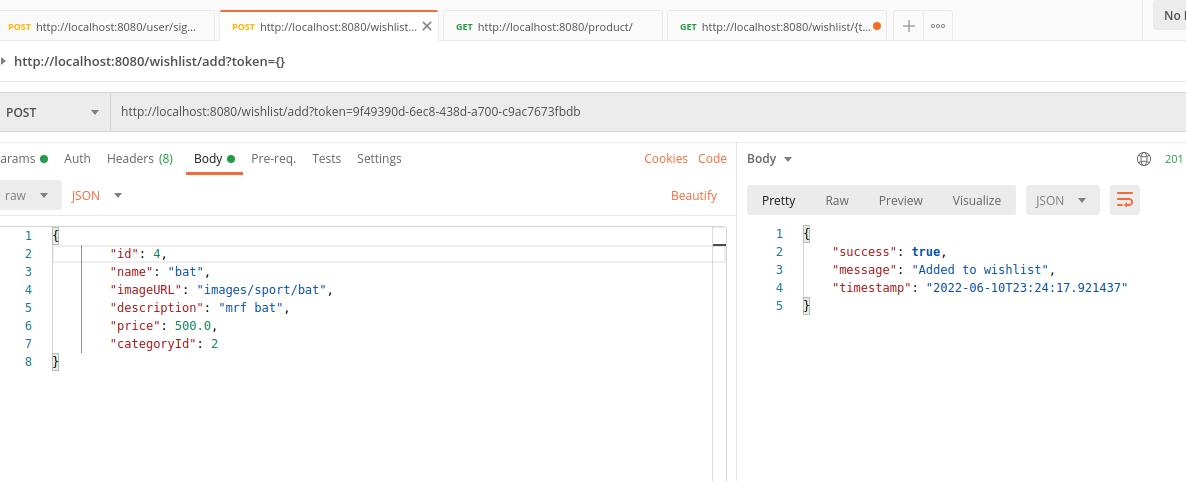 POST http://localhost:8080/user/sig... POST http://localhost:8080/wishlist... GET http://localhost:8080/product/ GET http://localhost:8080/wishlist/{t...
http://localhost:8080/wishlist/add?token={}
POST http://localhost:8080/wishlist/add?token=9f49390d-6ec8-438d-a700-c9ac7673fbdb
arams Auth Headers (8) Body Pre-req. Tests Settings Cookies Code
raw JSON Beautify
1 {
2 "id": 4,
3 "name": "bat",
4 "imageURL": "images/sport/bat",
5 "description": "mrf bat",
6 "price": 500.0,
7 "categoryId": 2
8 }
Body 201
Pretty Raw Preview Visualize JSON
1 {
2 "success": true,
3 "message": "Added to wishlist",
4 "timestamp": "2022-06-10T23:24:17.921437"
5 }